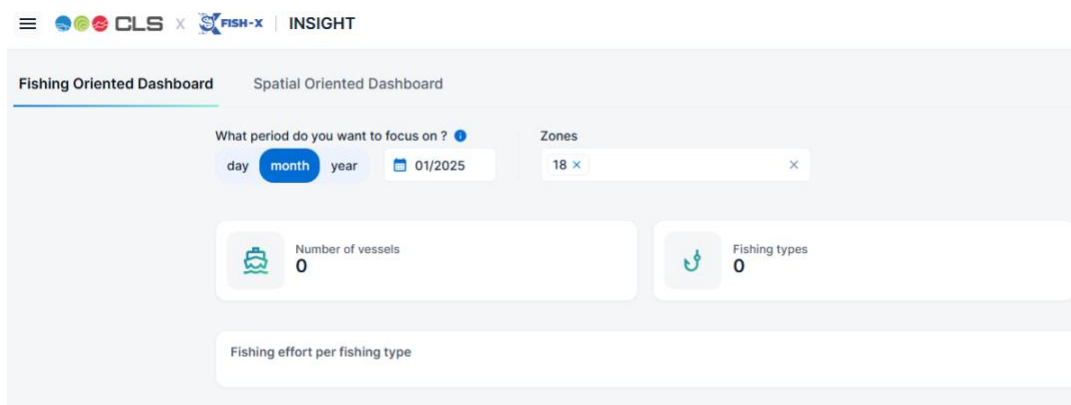 CLS x FISH-X | INSIGHT
Fishing Oriented Dashboard Spatial Oriented Dashboard
What period do you want to focus on ? Zones
day month year 01/2025 18 × ×
Number of vessels Fishing types
0 0
Fishing effort per fishing type